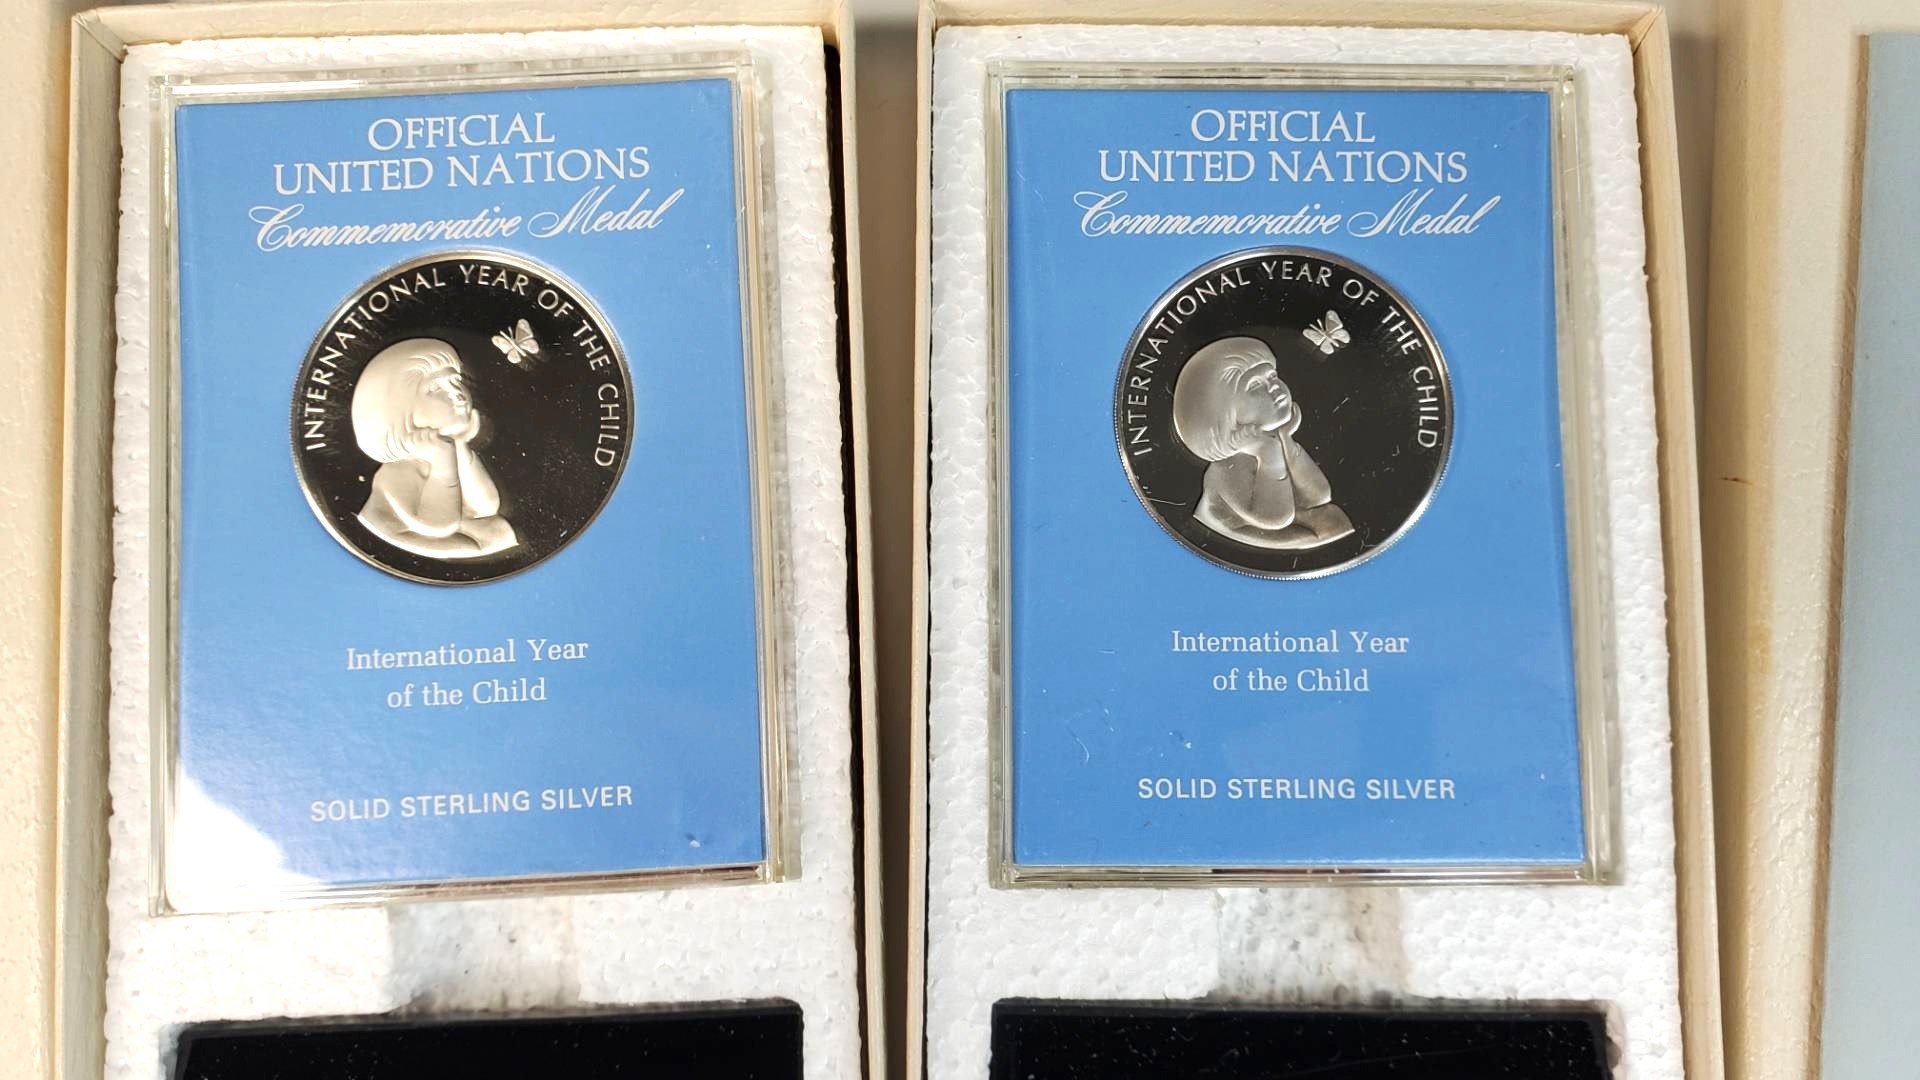 OFFICIAL
UNITED NATIONS
Commemorative Medal
INTERNATIONAL YEAR OF THE CHILD
International Year
of the Child
SOLID STERLING SILVER
OFFICIAL
UNITED NATIONS
Commemorative Medal
INTERNATIONAL YEAR OF THE CHILD
International Year
of the Child
SOLID STERLING SILVER